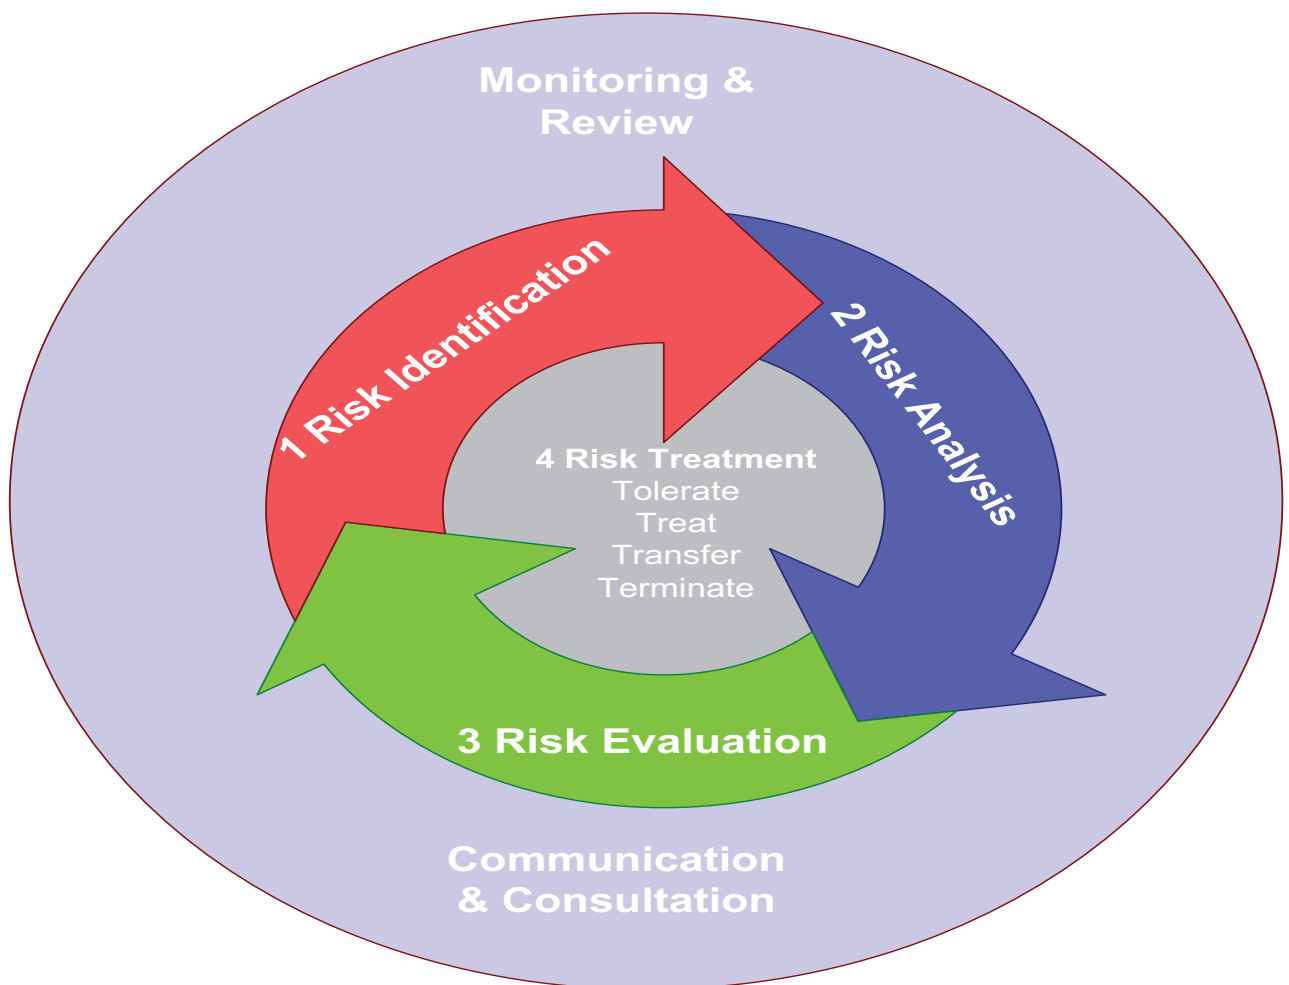 Monitoring &
Review
1 Risk Identification
2 Risk Analysis
4 Risk Treatment
Tolerate
Treat
Transfer
Terminate
3 Risk Evaluation
Communication
& Consultation